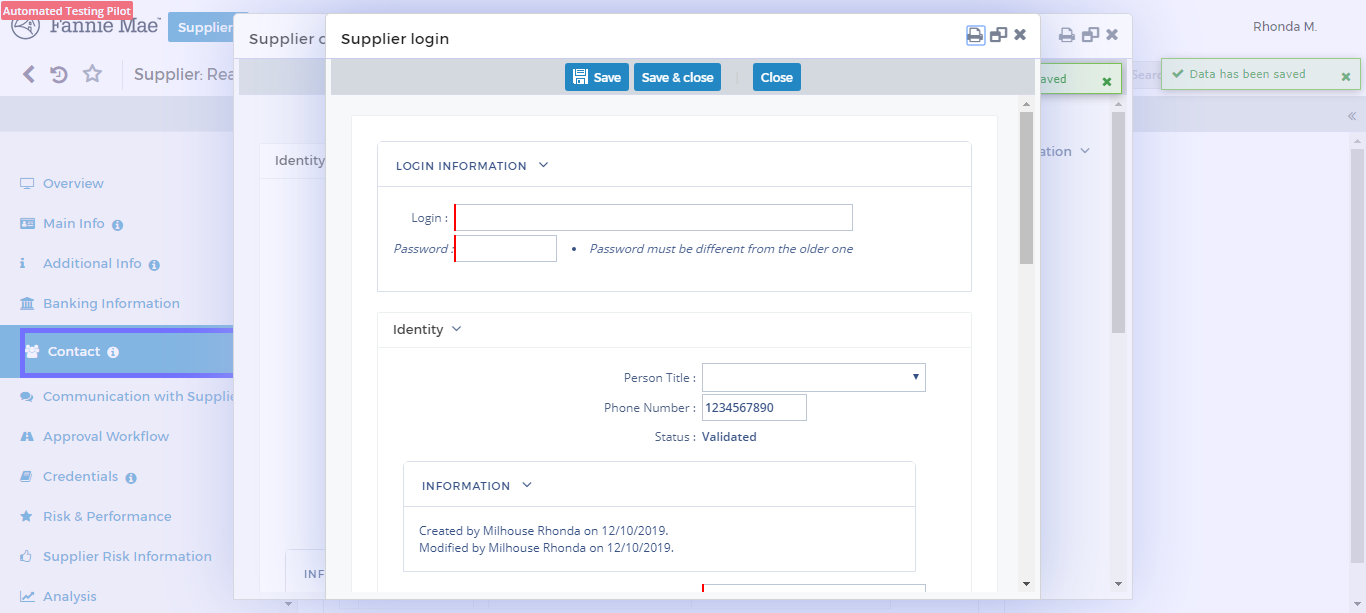 Automated Testing Pilot
Fannie Mae
Supplier
Rhonda M.
Supplier: Rea
Supplier c
Supplier login
Save
Save & close
Close
aved
Sear
Data has been saved
Overview
Main Info
Additional Info
Banking Information
Contact
Communication with Supplie
Approval Workflow
Credentials
Risk & Performance
Supplier Risk Information
Analysis
Identity
ation
INF
LOGIN INFORMATION
Login :
Password :
• Password must be different from the older one
Identity
Person Title :
Phone Number : 1234567890
Status : Validated
INFORMATION
Created by Milhouse Rhonda on 12/10/2019.
Modified by Milhouse Rhonda on 12/10/2019.